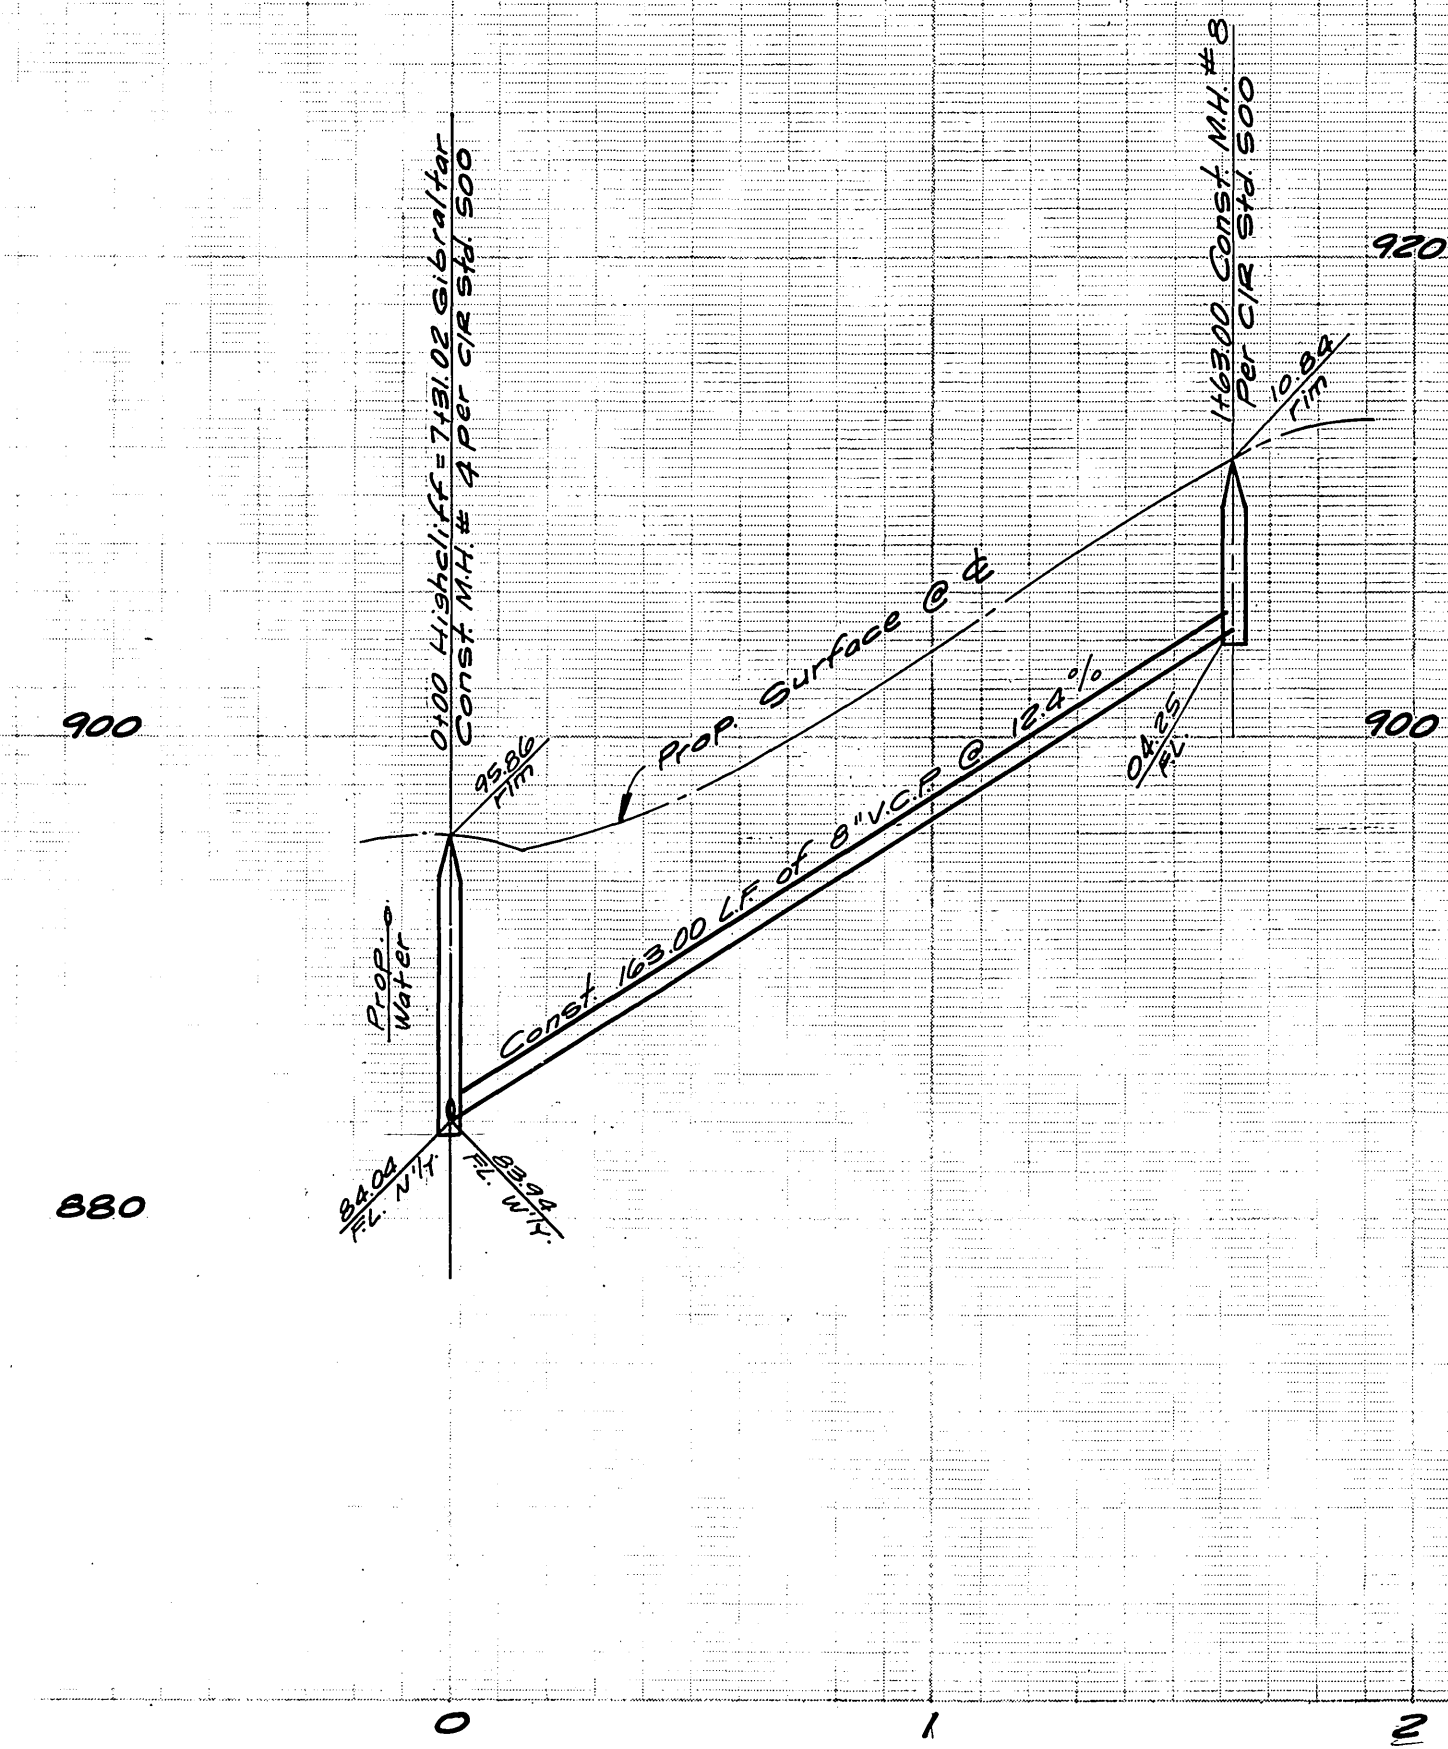 0+00 Highcliff = 7+31.02 Gibraltar
Const. M.H. # 4 per C/R Std. 500
1+63.00 Const. M.H. # 8
Per C/R Std. 500
920
10.84
rim
Prop. Surface @ ℄
900
95.86
rim
900
04.25
F.L.
Const. 163.00 L.F. of 8" V.C.P. @ 12.4%
Prop.
Water
84.04
F.L. N'ly.
83.94
F.L. W'ly.
880
0
1
2